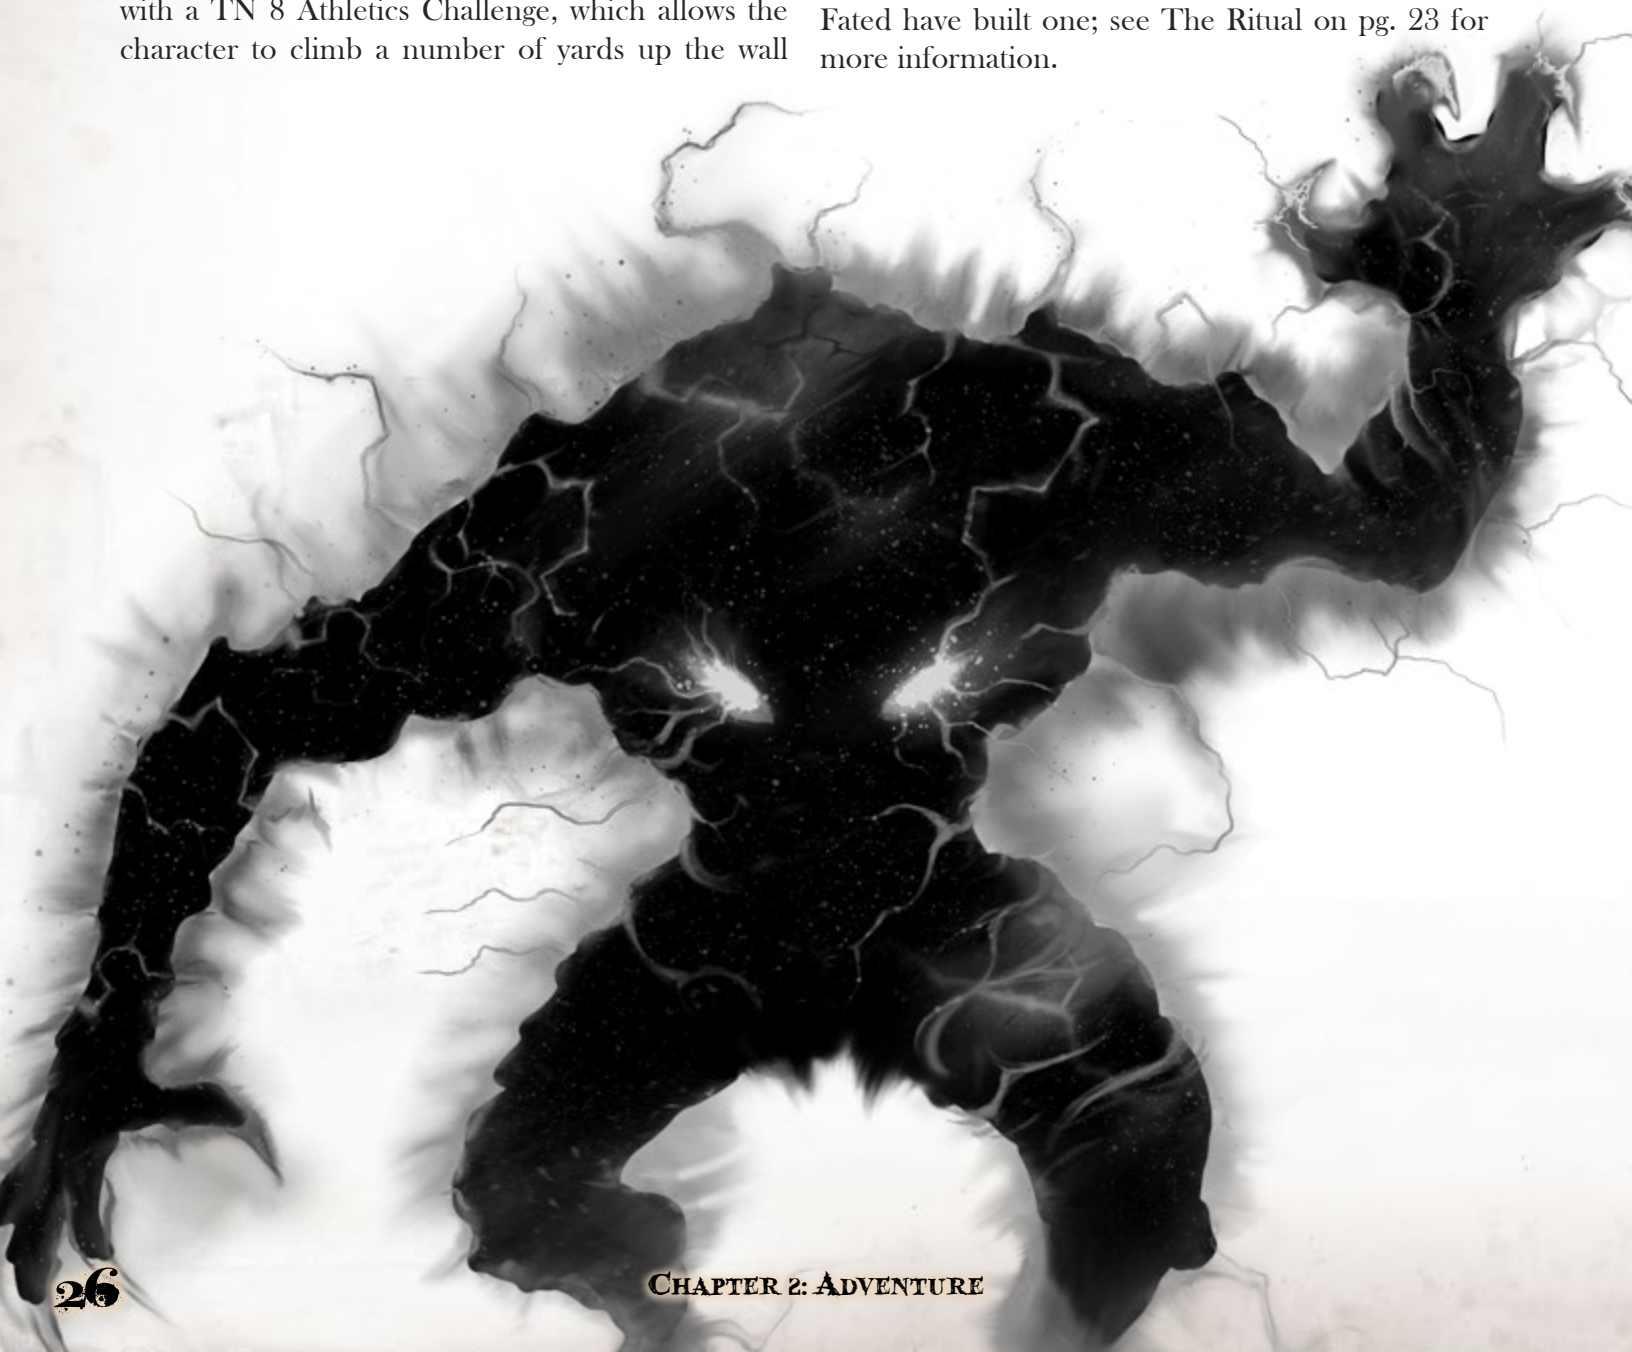 with a TN 8 Athletics Challenge, which allows the
character to climb a number of yards up the wall
Fated have built one; see The Ritual on pg. 23 for
more information.
26
Chapter 2: Adventure